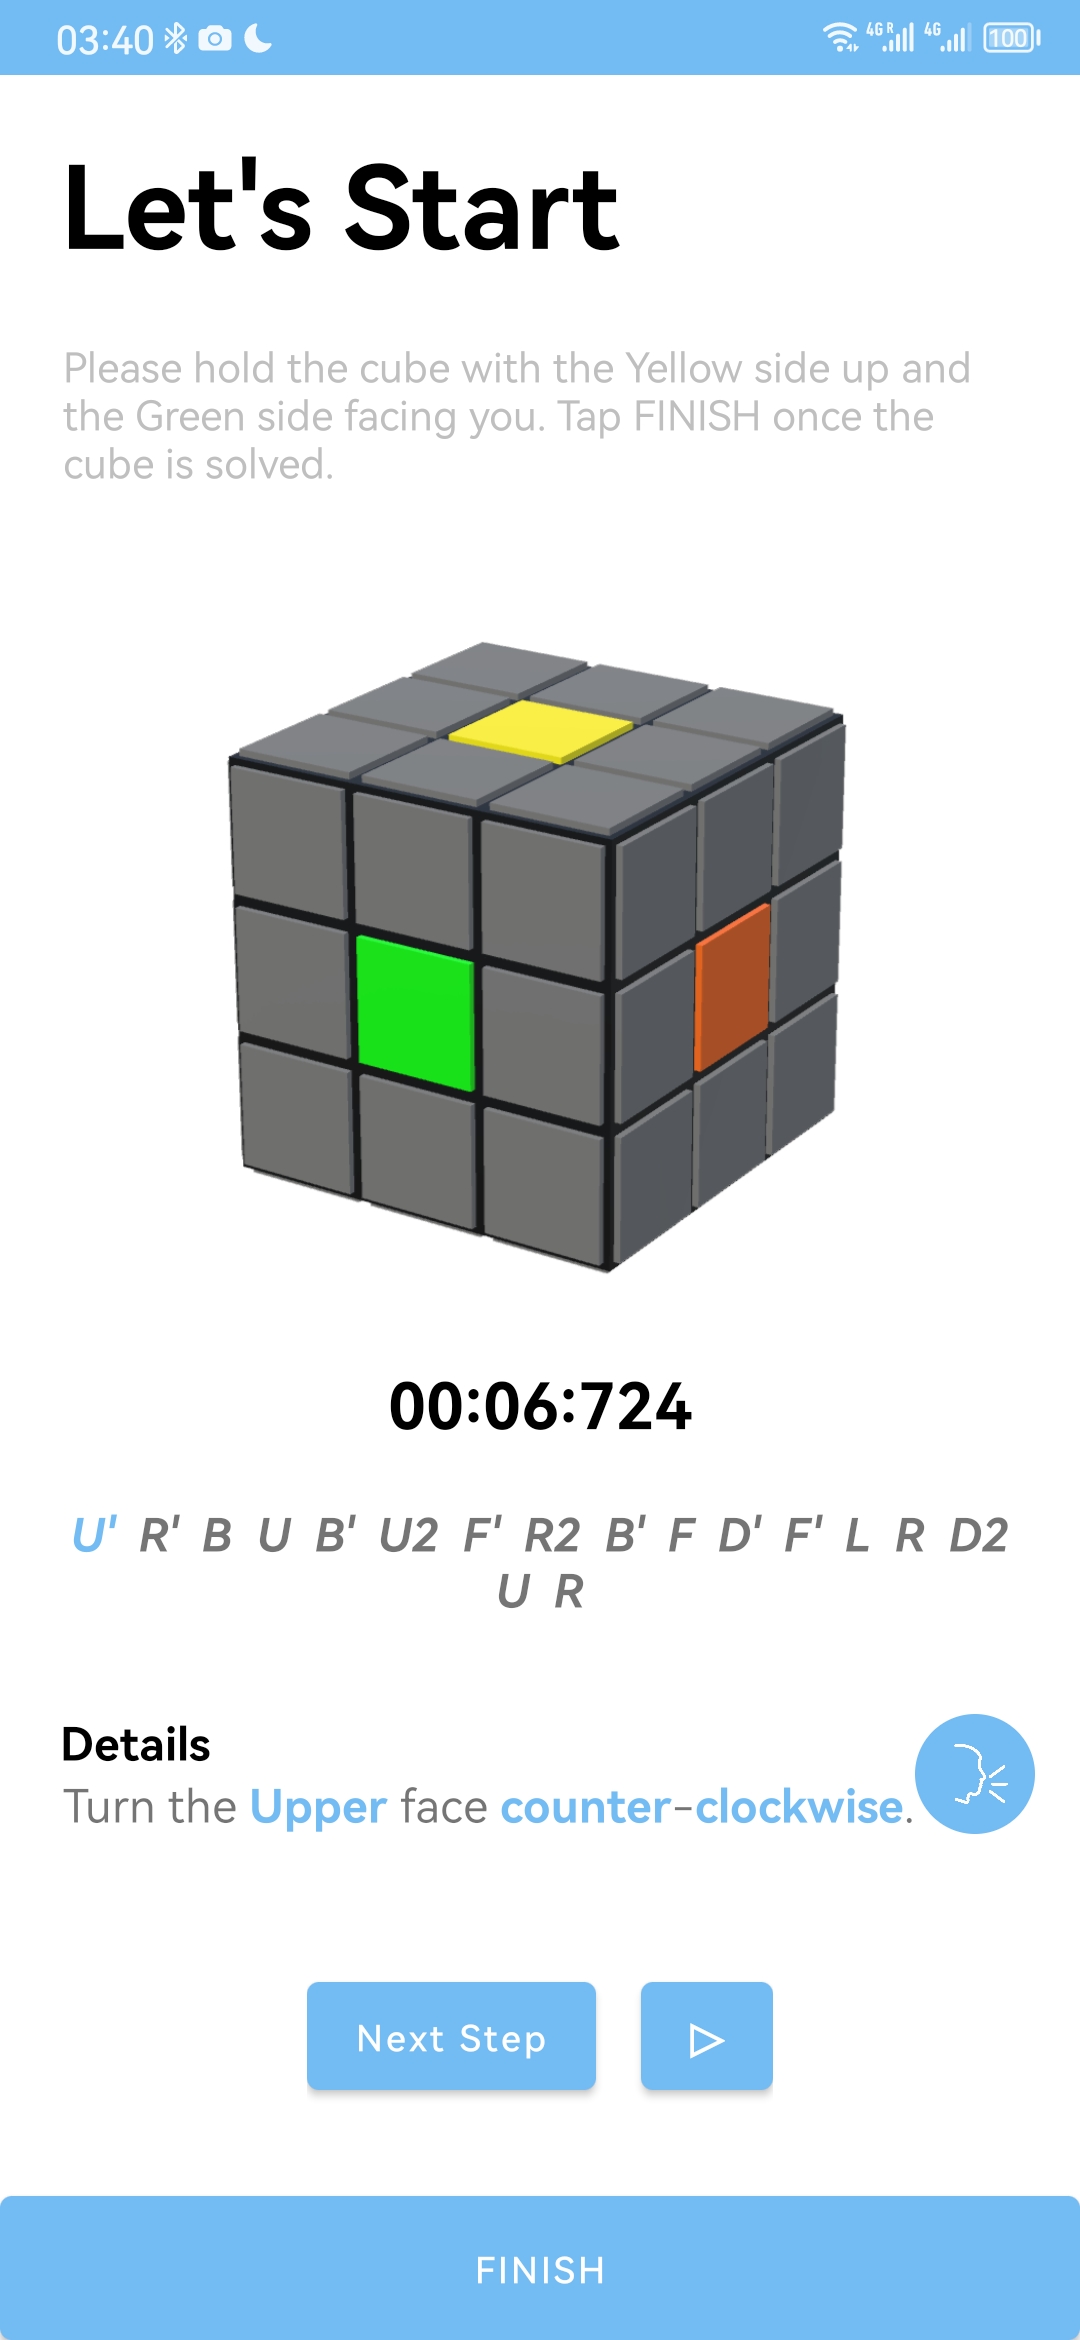 03:40 4G R 4G 100
Let's Start
Please hold the cube with the Yellow side up and
the Green side facing you. Tap FINISH once the
cube is solved.
00:06:724
U' R' B U B' U2 F' R2 B' F D' F' L R D2
U R
Details
Turn the Upper face counter-clockwise.
Next Step
FINISH